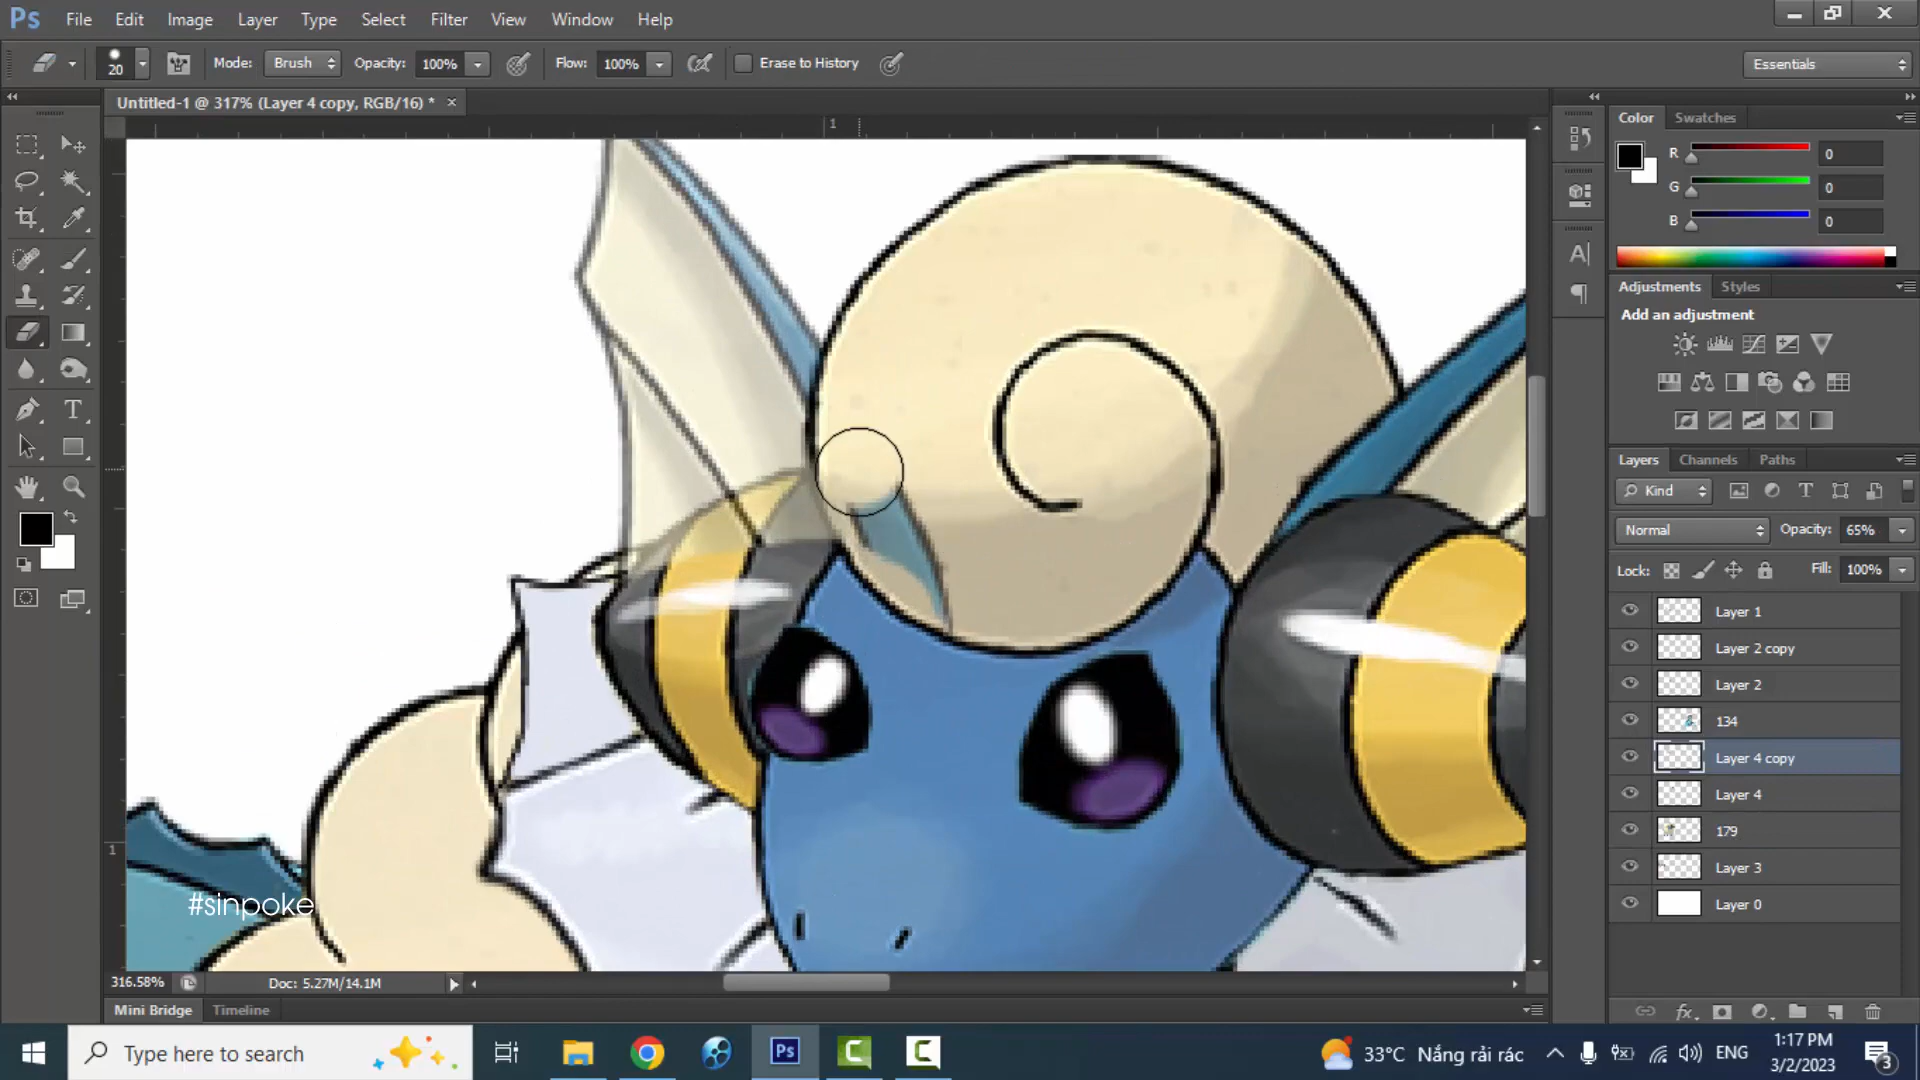 Ps File Edit Image Layer Type Select Filter View Window Help
20 Mode: Brush Opacity: 100% Flow: 100% Erase to History Essentials
Untitled-1 @ 317% (Layer 4 copy, RGB/16) *
1
Color Swatches
R 0
G 0
B 0
Adjustments Styles
Add an adjustment
Layers Channels Paths
Kind
Normal Opacity: 65%
Lock: Fill: 100%
Layer 1
Layer 2 copy
Layer 2
134
Layer 4 copy
Layer 4
179
Layer 3
Layer 0
1
#sinpoke
316.58% Doc: 5.27M/14.1M
Mini Bridge Timeline
Type here to search
33°C Nắng rải rác ENG
1:17 PM
3/2/2023
3